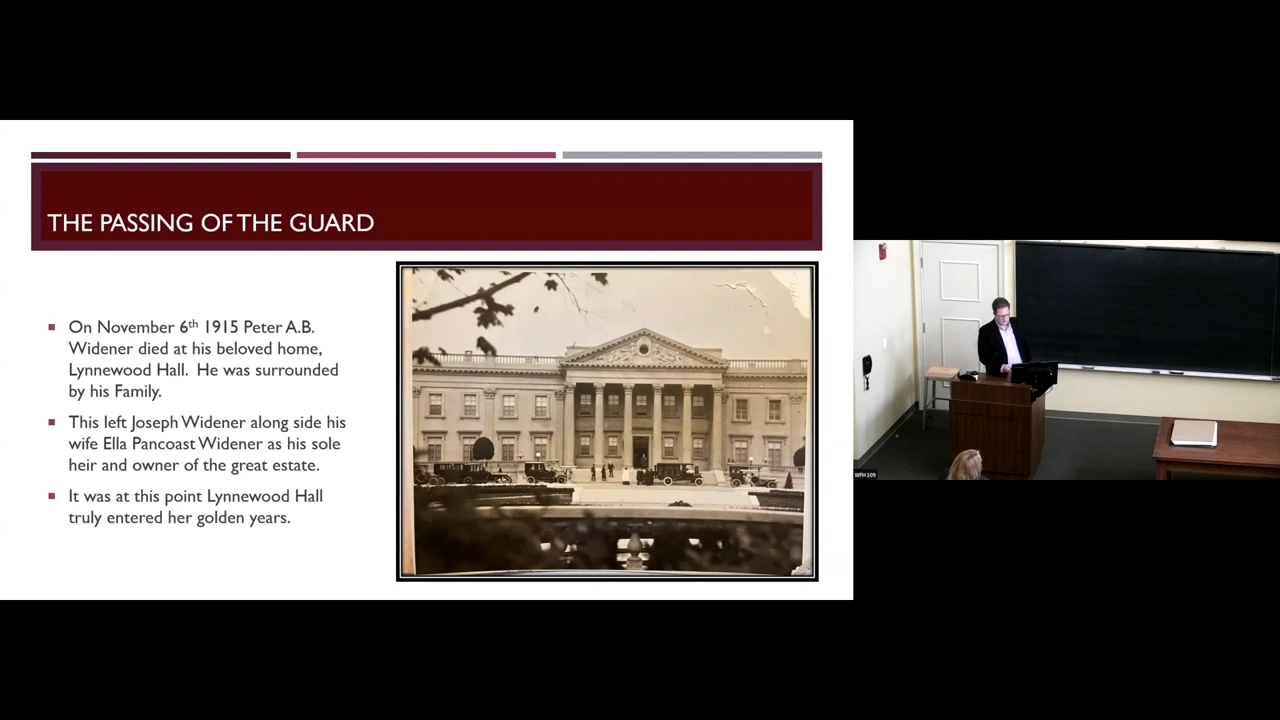 THE PASSING OF THE GUARD
On November 6th 1915 Peter A.B.
Widener died at his beloved home,
Lynnewood Hall. He was surrounded
by his Family.
This left Joseph Widener along side his
wife Ella Pancoast Widener as his sole
heir and owner of the great estate.
It was at this point Lynnewood Hall
truly entered her golden years.
WFH 109